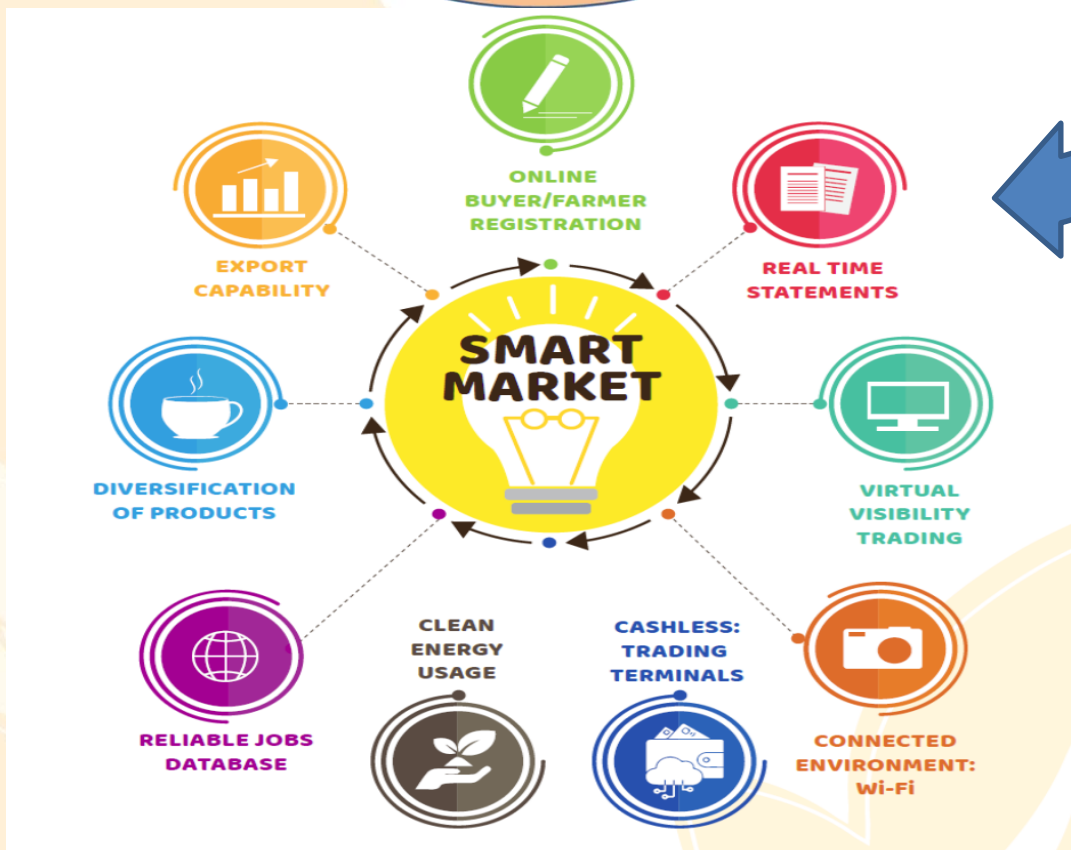 ONLINE
BUYER/FARMER
REGISTRATION
EXPORT
CAPABILITY
REAL TIME
STATEMENTS
SMART
MARKET
DIVERSIFICATION
OF PRODUCTS
VIRTUAL
VISIBILITY
TRADING
CLEAN
ENERGY
USAGE
CASHLESS:
TRADING
TERMINALS
RELIABLE JOBS
DATABASE
CONNECTED
ENVIRONMENT:
Wi-Fi